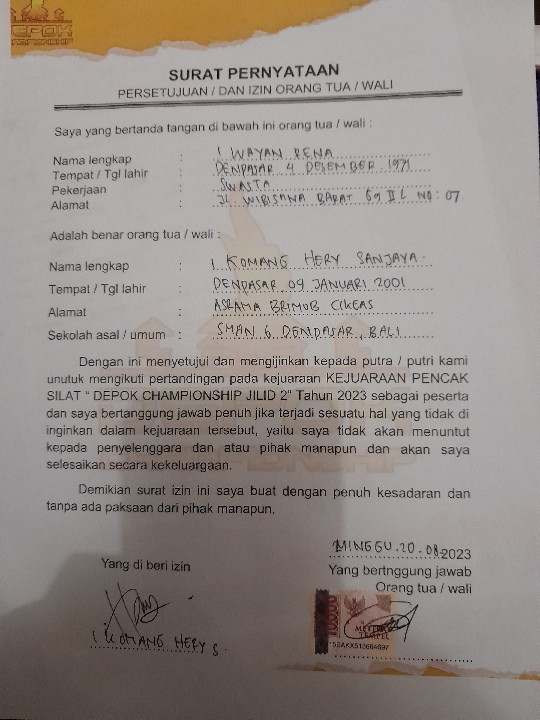 DEPOK
CHAMPIONSHIP
SURAT PERNYATAAN
PERSETUJUAN / DAN IZIN ORANG TUA / WALI
Saya yang bertanda tangan di bawah ini orang tua / wali :
Nama lengkap : I WAYAN RENA
Tempat / Tgl lahir : DENPASAR 4 DESEMBER 1971
Pekerjaan : SWASTA
Alamat : JL WIBISANA BARAT Gg II L NO: 07.
Adalah benar orang tua / wali :
Nama lengkap : I KOMANG HERY SANJAYA.
Tempat / Tgl lahir : DENPASAR 09 JANUARI 2001
Alamat : ASRAMA BRIMOB CIKEAS
Sekolah asal / umum : SMAN 6 DENPASAR, BALI
Dengan ini menyetujui dan mengijinkan kepada putra / putri kami
unutuk mengikuti pertandingan pada kejuaraan KEJUARAAN PENCAK
SILAT " DEPOK CHAMPIONSHIP JILID 2" Tahun 2023 sebagai peserta
dan saya bertanggung jawab penuh jika terjadi sesuatu hal yang tidak di
inginkan dalam kejuaraan tersebut, yaitu saya tidak akan menuntut
kepada penyelenggara dan atau pihak manapun dan akan saya
selesaikan secara kekeluargaan.
Demikian surat izin ini saya buat dengan penuh kesadaran dan
tanpa ada paksaan dari pihak manapun.
MINGGU.20.08.2023
Yang di beri izin
Yang bertnggung jawab
Orang tua / wali
10000
TEMPEL
I KOMANG HERY S.